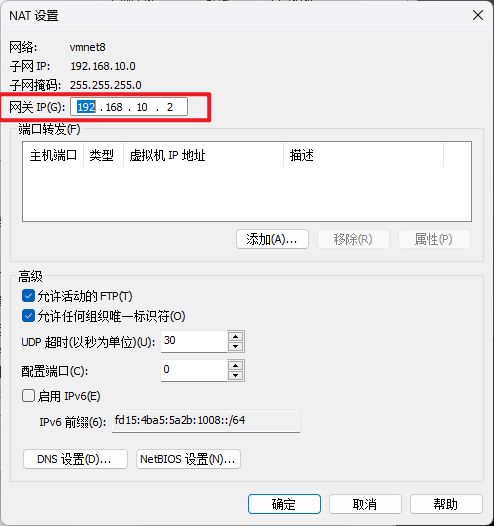 NAT 设置
网络: vmnet8
子网 IP: 192.168.10.0
子网掩码: 255.255.255.0
网关 IP(G): 192 . 168 . 10 . 2
端口转发(F)
主机端口 类型 虚拟机 IP 地址 描述
添加(A)... 移除(R) 属性(P)
高级
允许活动的 FTP(T)
允许任何组织唯一标识符(O)
UDP 超时(以秒为单位)(U): 30
配置端口(C): 0
启用 IPv6(E)
IPv6 前缀(6): fd15:4ba5:5a2b:1008::/64
DNS 设置(D)... NetBIOS 设置(N)...
确定 取消 帮助